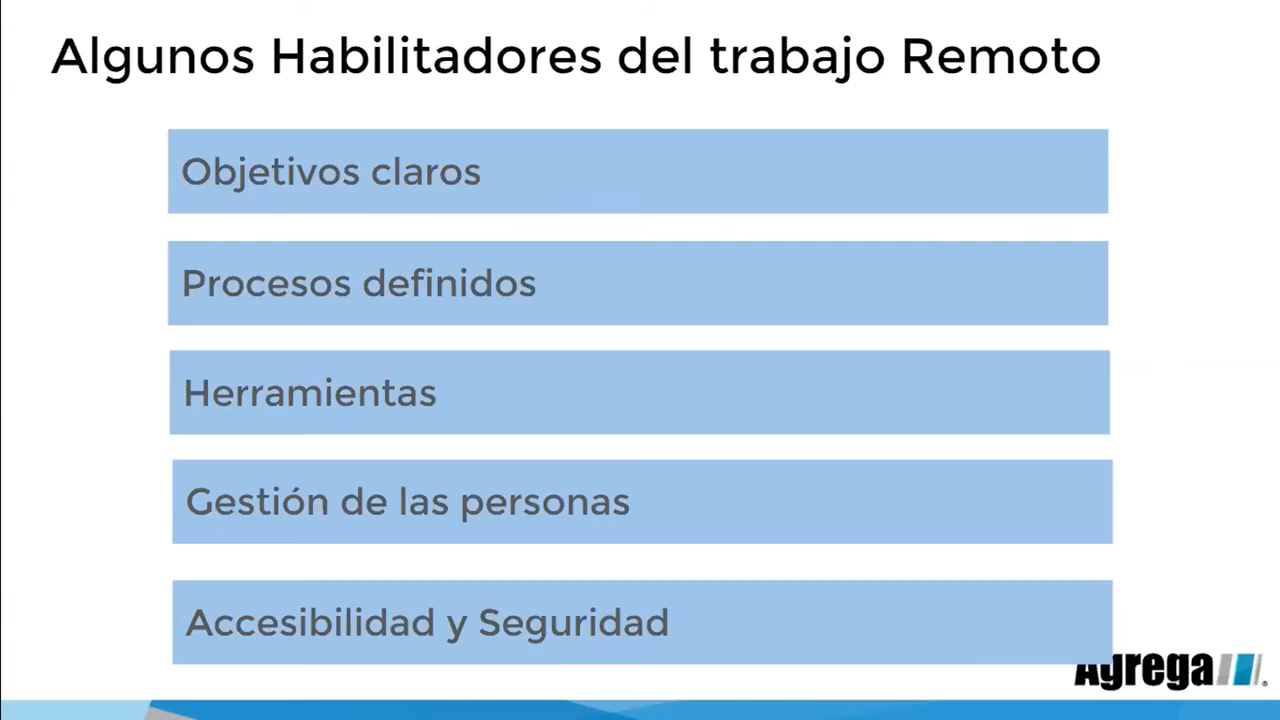 Algunos Habilitadores del trabajo Remoto
Objetivos claros
Procesos definidos
Herramientas
Gestión de las personas
Accesibilidad y Seguridad
Agrega